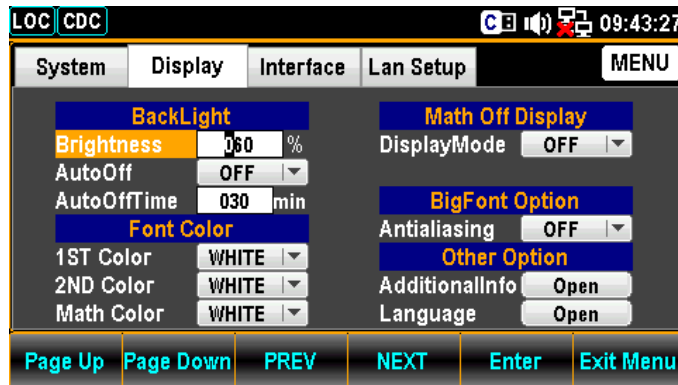 LOC CDC C 09:43:27
System Display Interface Lan Setup MENU
BackLight
Brightness 060 %
AutoOff OFF
AutoOffTime 030 min
Font Color
1ST Color WHITE
2ND Color WHITE
Math Color WHITE
Math Off Display
DisplayMode OFF
BigFont Option
Antialiasing OFF
Other Option
AdditionalInfo Open
Language Open
Page Up Page Down PREV NEXT Enter Exit Menu